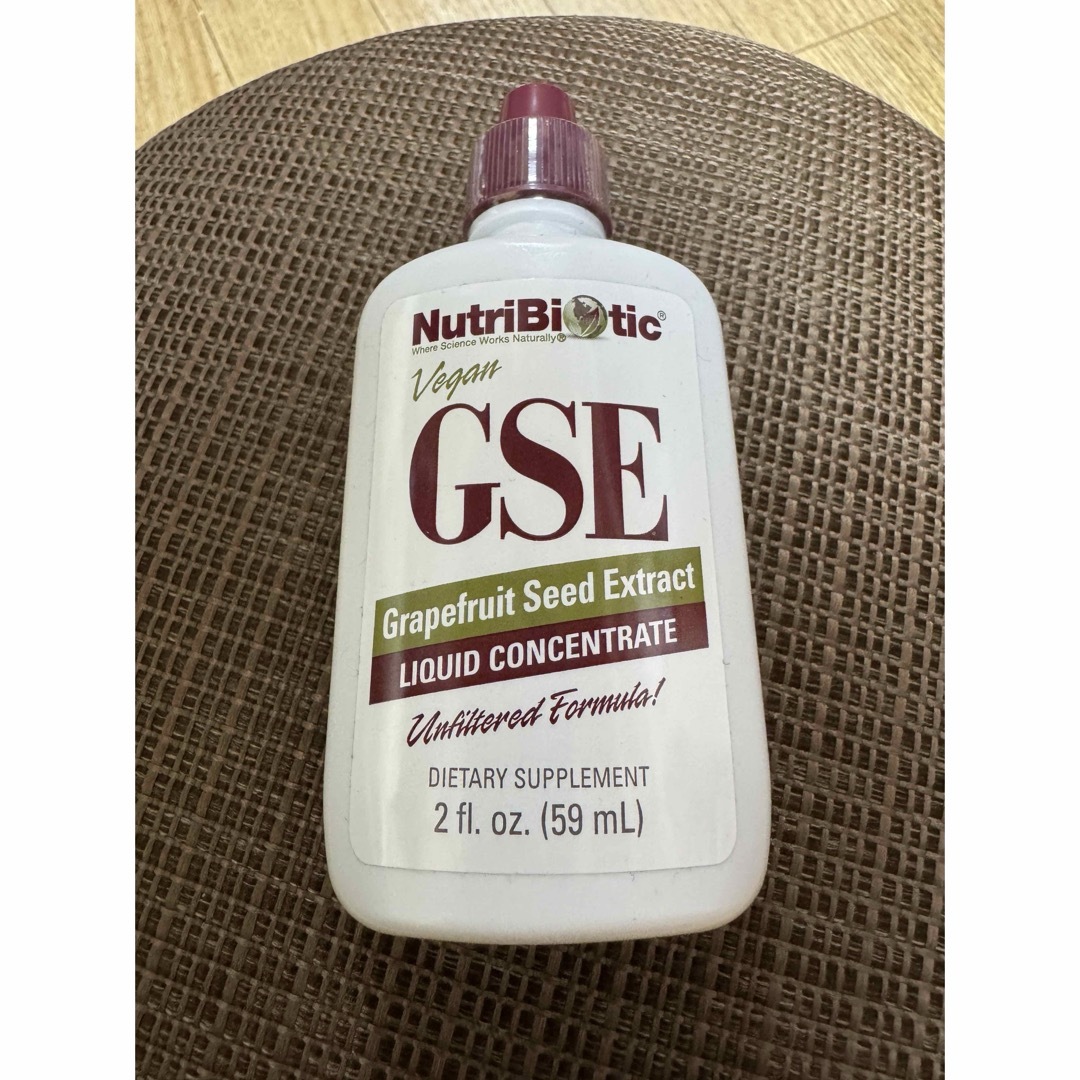 NutriBiotic®
Where Science Works Naturally®
Vegan
GSE
Grapefruit Seed Extract
LIQUID CONCENTRATE
Unfiltered Formula!
DIETARY SUPPLEMENT
2 fl. oz. (59 mL)